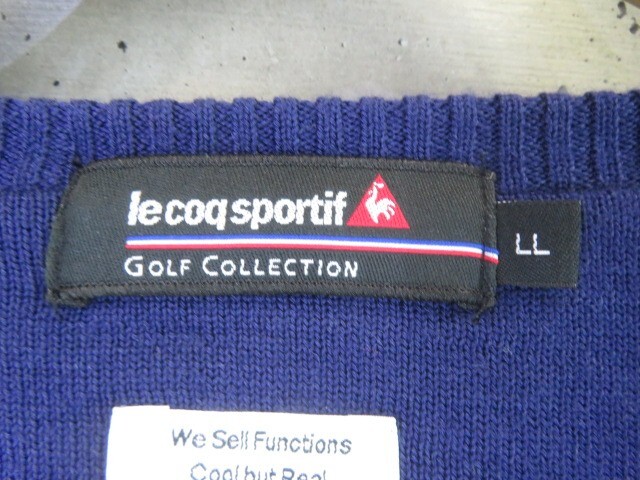 le coq sportif
GOLF COLLECTION
LL
We Sell Functions
Cool but Real